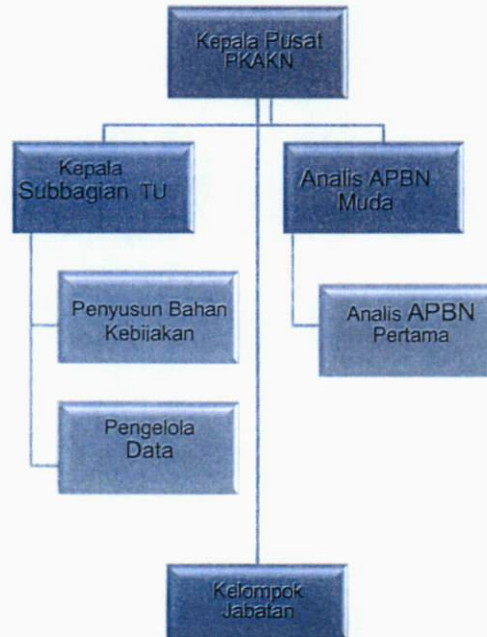 Kepala Pusat
PKAKN
Kepala
Subbagian TU
Analis APBN
Muda
Penyusun Bahan
Kebijakan
Analis APBN
Pertama
Pengelola
Data
Kelompok
Jabatan